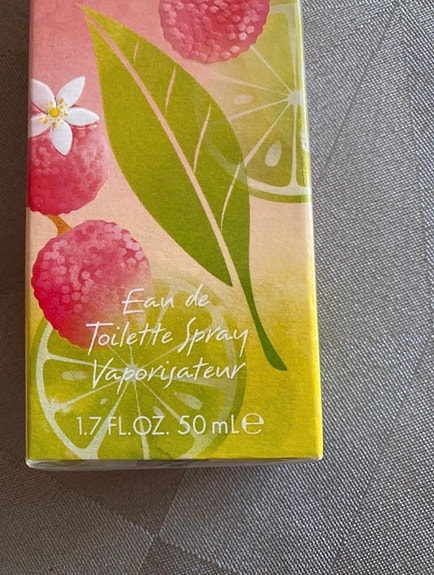 Eau de
Toilette Spray
Vaporisateur
1.7 FL.OZ. 50 mL℮